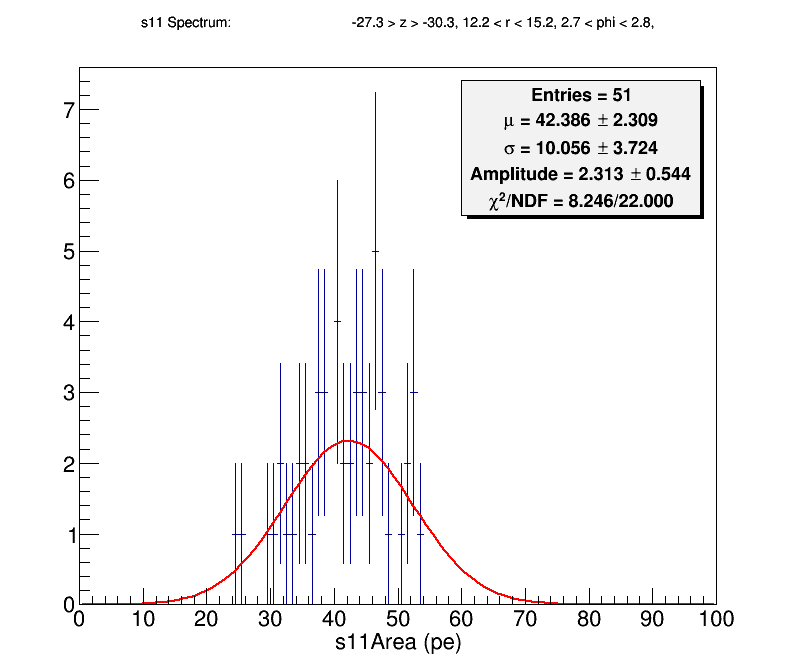 s11 Spectrum: -27.3 > z > -30.3, 12.2 < r < 15.2, 2.7 < phi < 2.8,
Entries = 51
μ = 42.386 ± 2.309
σ = 10.056 ± 3.724
Amplitude = 2.313 ± 0.544
χ²/NDF = 8.246/22.000
7
6
5
4
3
2
1
0
0 10 20 30 40 50 60 70 80 90 100
s11Area (pe)